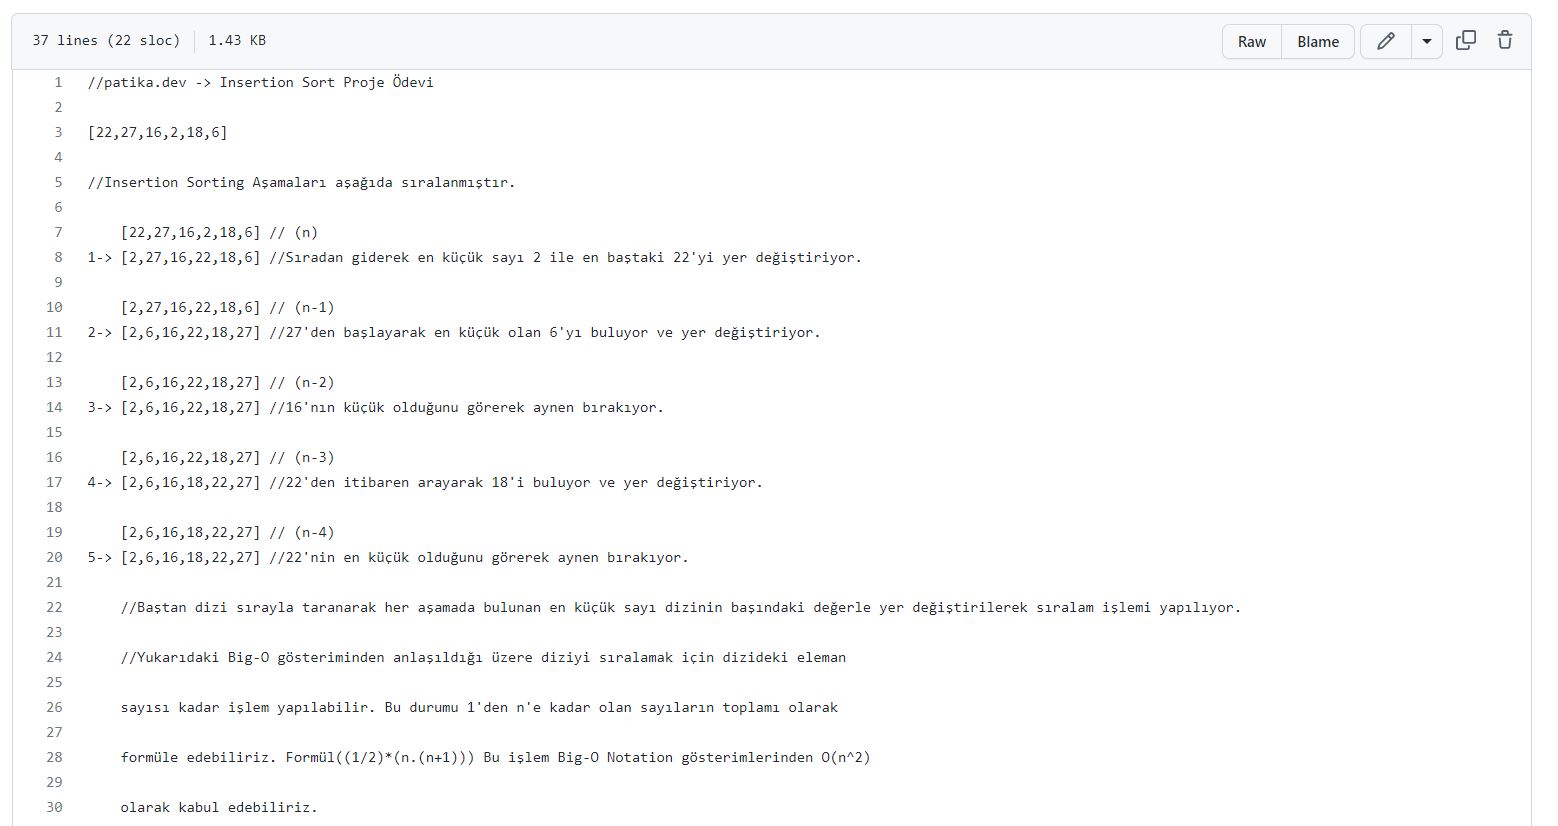 37 lines (22 sloc) 1.43 KB Raw Blame
1 //patika.dev -> Insertion Sort Proje Ödevi
2
3 [22,27,16,2,18,6]
4
5 //Insertion Sorting Aşamaları aşağıda sıralanmıştır.
6
7 [22,27,16,2,18,6] // (n)
8 1-> [2,27,16,22,18,6] //Sıradan giderek en küçük sayı 2 ile en baştaki 22'yi yer değiştiriyor.
9
10 [2,27,16,22,18,6] // (n-1)
11 2-> [2,6,16,22,18,27] //27'den başlayarak en küçük olan 6'yı buluyor ve yer değiştiriyor.
12
13 [2,6,16,22,18,27] // (n-2)
14 3-> [2,6,16,22,18,27] //16'nın küçük olduğunu görerek aynen bırakıyor.
15
16 [2,6,16,22,18,27] // (n-3)
17 4-> [2,6,16,18,22,27] //22'den itibaren arayarak 18'i buluyor ve yer değiştiriyor.
18
19 [2,6,16,18,22,27] // (n-4)
20 5-> [2,6,16,18,22,27] //22'nin en küçük olduğunu görerek aynen bırakıyor.
21
22 //Baştan dizi sırayla taranarak her aşamada bulunan en küçük sayı dizinin başındaki değerle yer değiştirilerek sıralam işlemi yapılıyor.
23
24 //Yukarıdaki Big-O gösteriminden anlaşıldığı üzere diziyi sıralamak için dizideki eleman
25
26 sayısı kadar işlem yapılabilir. Bu durumu 1'den n'e kadar olan sayıların toplamı olarak
27
28 formüle edebiliriz. Formül((1/2)*(n.(n+1))) Bu işlem Big-O Notation gösterimlerinden O(n^2)
29
30 olarak kabul edebiliriz.